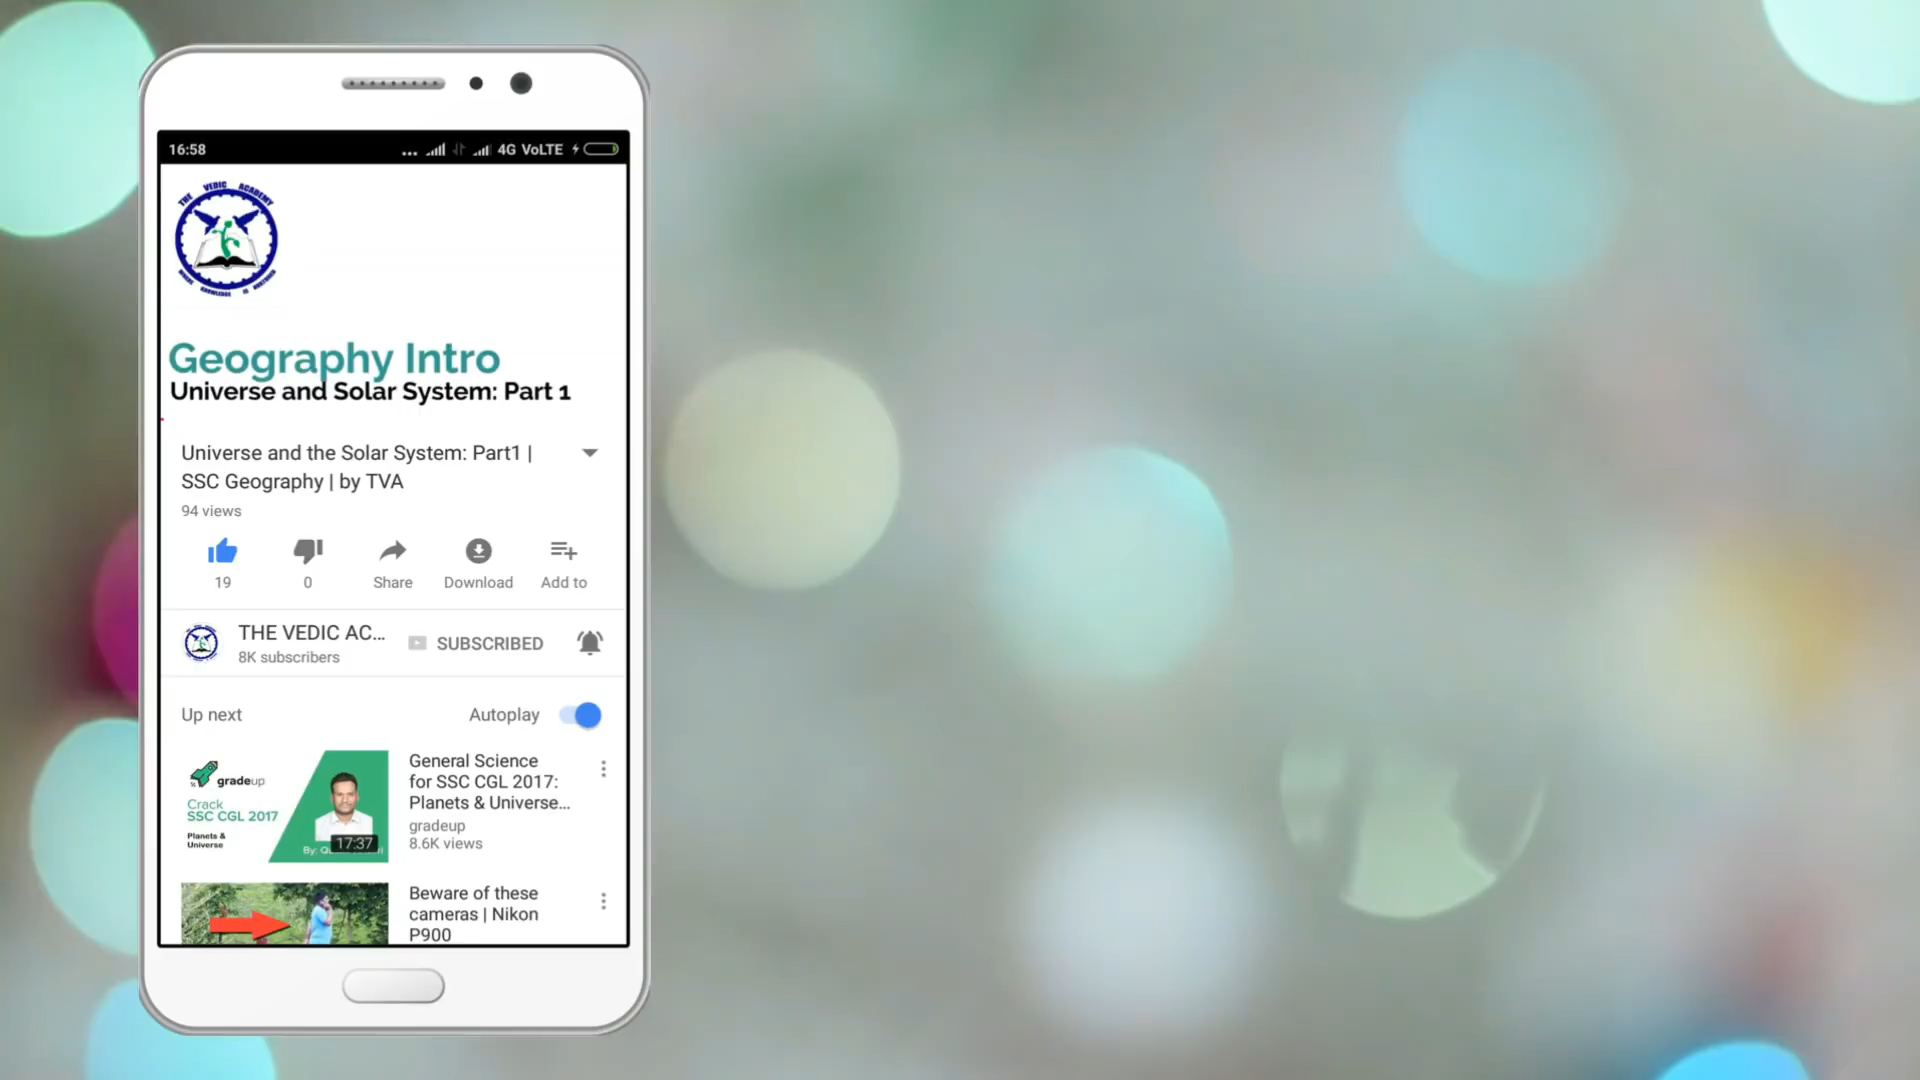 16:58 ... 4G VoLTE
THE VEDIC ACADEMY
Geography Intro
Universe and Solar System: Part 1
Universe and the Solar System: Part1 |
SSC Geography | by TVA
94 views
19 0 Share Download Add to
THE VEDIC AC... SUBSCRIBED
8K subscribers
Up next Autoplay
gradeup
Crack
SSC CGL 2017
Planets &
Universe
17:37
General Science
for SSC CGL 2017:
Planets & Universe...
gradeup
8.6K views
Beware of these
cameras | Nikon
P900